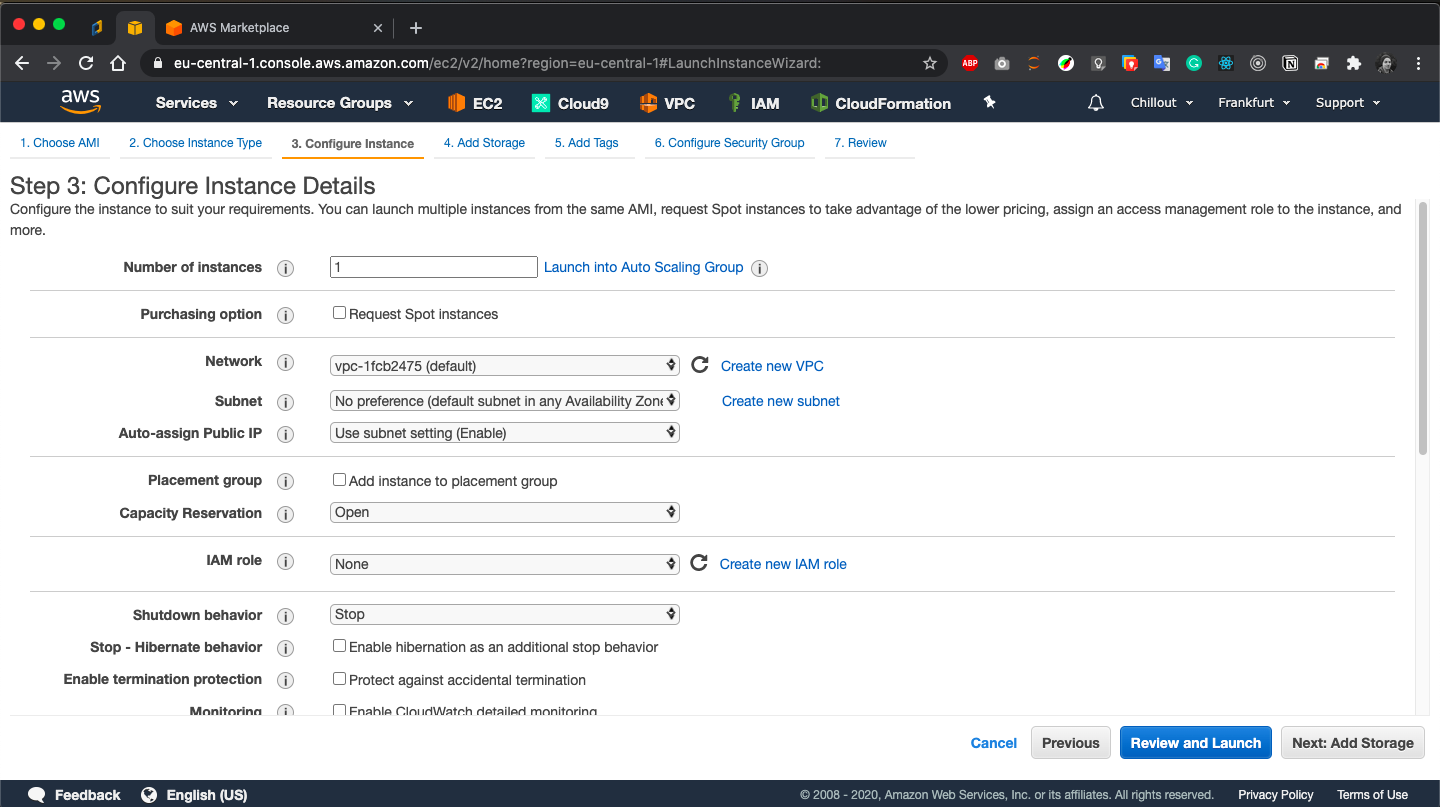 AWS Marketplace
eu-central-1.console.aws.amazon.com/ec2/v2/home?region=eu-central-1#LaunchInstanceWizard:
ABP
aws
Services
Resource Groups
EC2
Cloud9
VPC
IAM
CloudFormation
Chillout
Frankfurt
Support
1. Choose AMI
2. Choose Instance Type
3. Configure Instance
4. Add Storage
5. Add Tags
6. Configure Security Group
7. Review
Step 3: Configure Instance Details
Configure the instance to suit your requirements. You can launch multiple instances from the same AMI, request Spot instances to take advantage of the lower pricing, assign an access management role to the instance, and
more.
Number of instances i 1 Launch into Auto Scaling Group i
Purchasing option i Request Spot instances
Network i vpc-1fcb2475 (default) Create new VPC
Subnet i No preference (default subnet in any Availability Zone Create new subnet
Auto-assign Public IP i Use subnet setting (Enable)
Placement group i Add instance to placement group
Capacity Reservation i Open
IAM role i None Create new IAM role
Shutdown behavior i Stop
Stop - Hibernate behavior i Enable hibernation as an additional stop behavior
Enable termination protection i Protect against accidental termination
Monitoring i Enable CloudWatch detailed monitoring
Cancel
Previous
Review and Launch
Next: Add Storage
Feedback
English (US)
© 2008 - 2020, Amazon Web Services, Inc. or its affiliates. All rights reserved.
Privacy Policy
Terms of Use